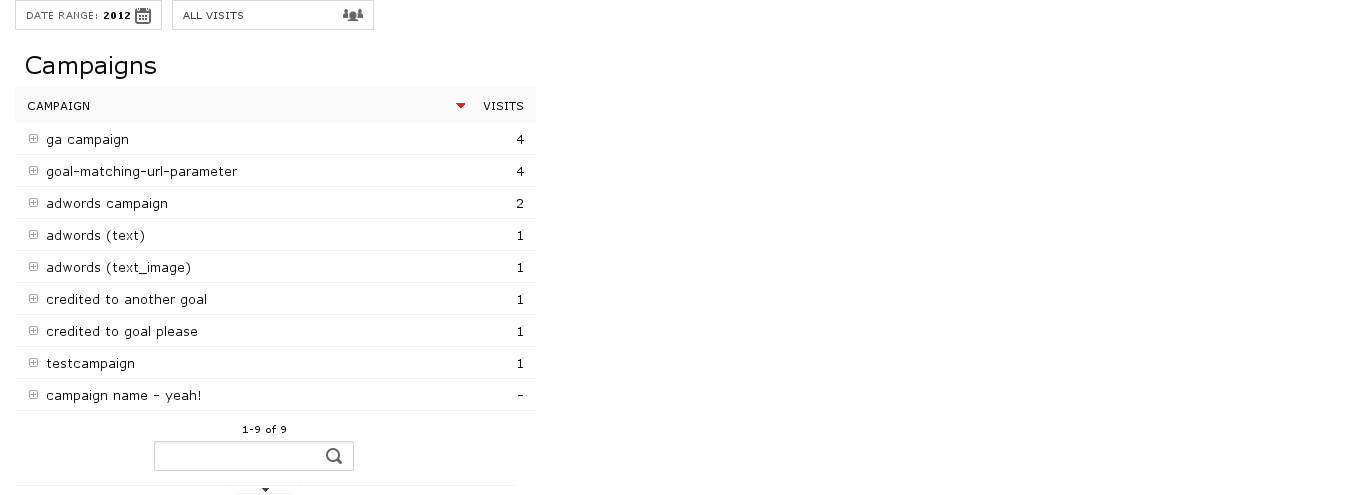 DATE RANGE: 2012 ALL VISITS
Campaigns
CAMPAIGN VISITS
ga campaign 4
goal-matching-url-parameter 4
adwords campaign 2
adwords (text) 1
adwords (text_image) 1
credited to another goal 1
credited to goal please 1
testcampaign 1
campaign name - yeah! -
1-9 of 9